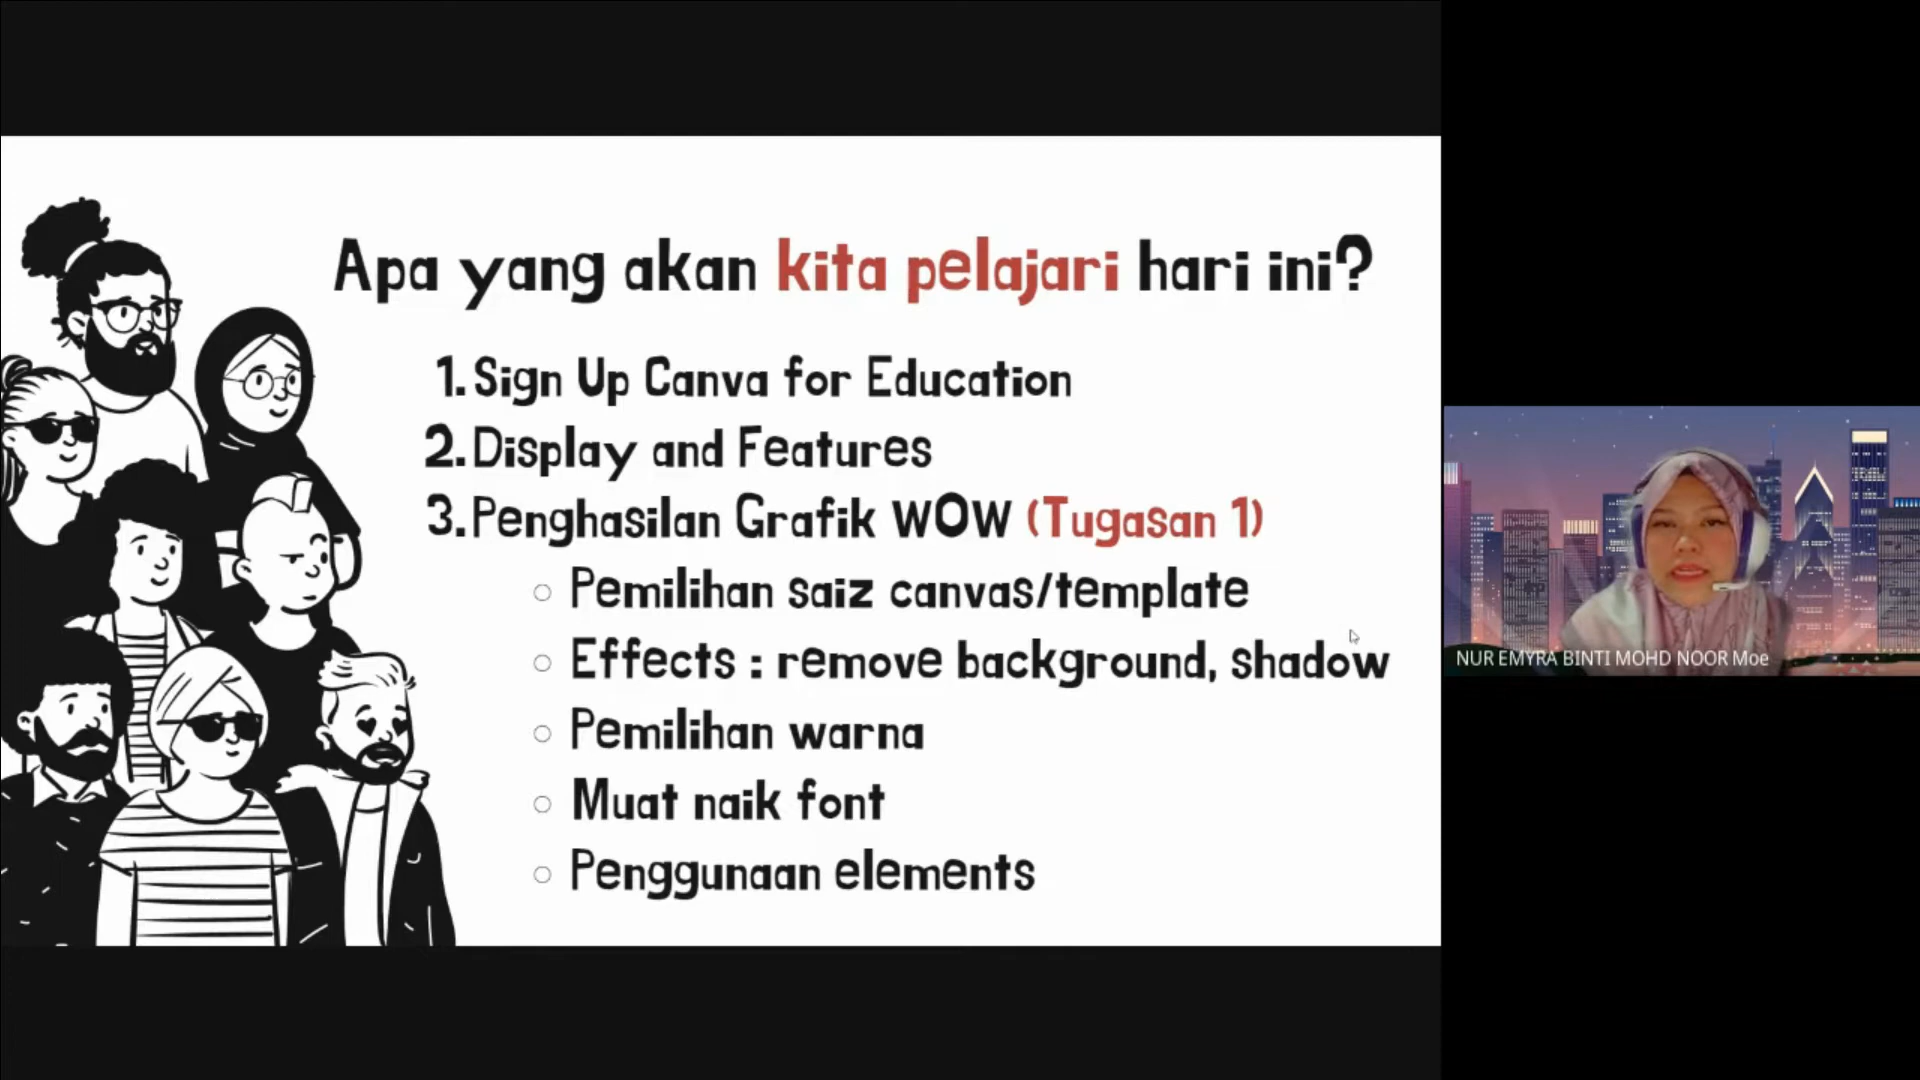 Apa yang akan kita pelajari hari ini?
1. Sign Up Canva for Education
2. Display and Features
3. Penghasilan Grafik WOW (Tugasan 1)
○ Pemilihan saiz canvas/template
○ Effects : remove background, shadow
○ Pemilihan warna
○ Muat naik font
○ Penggunaan elements
NUR EMYRA BINTI MOHD NOOR Moe